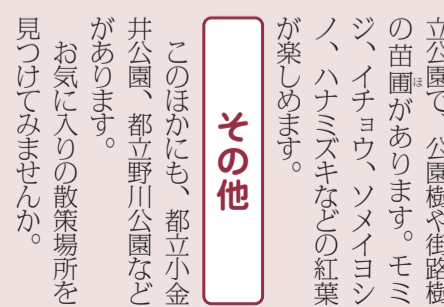 立公園で、公園樹や街路樹
の苗圃ほがあります。モミ
ジ、イチョウ、ソメイヨシ
ノ、ハナミズキなどの紅葉
が楽しめます。
その他
このほかにも、都立小金
井公園、都立野川公園など
があります。
お気に入りの散策場所を
見つけてみませんか。